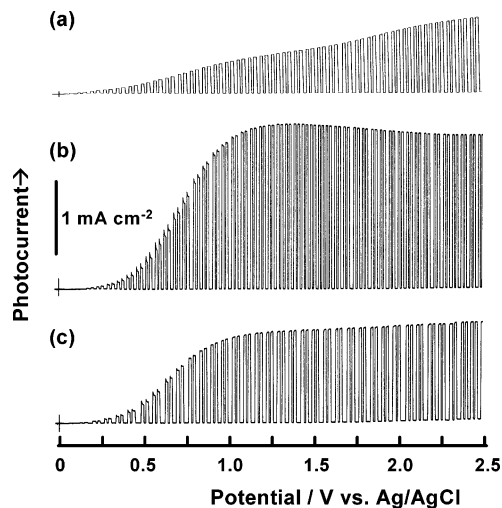 (a)
(b)
1 mA cm⁻²
Photocurrent→
(c)
0 0.5 1.0 1.5 2.0 2.5
Potential / V vs. Ag/AgCl